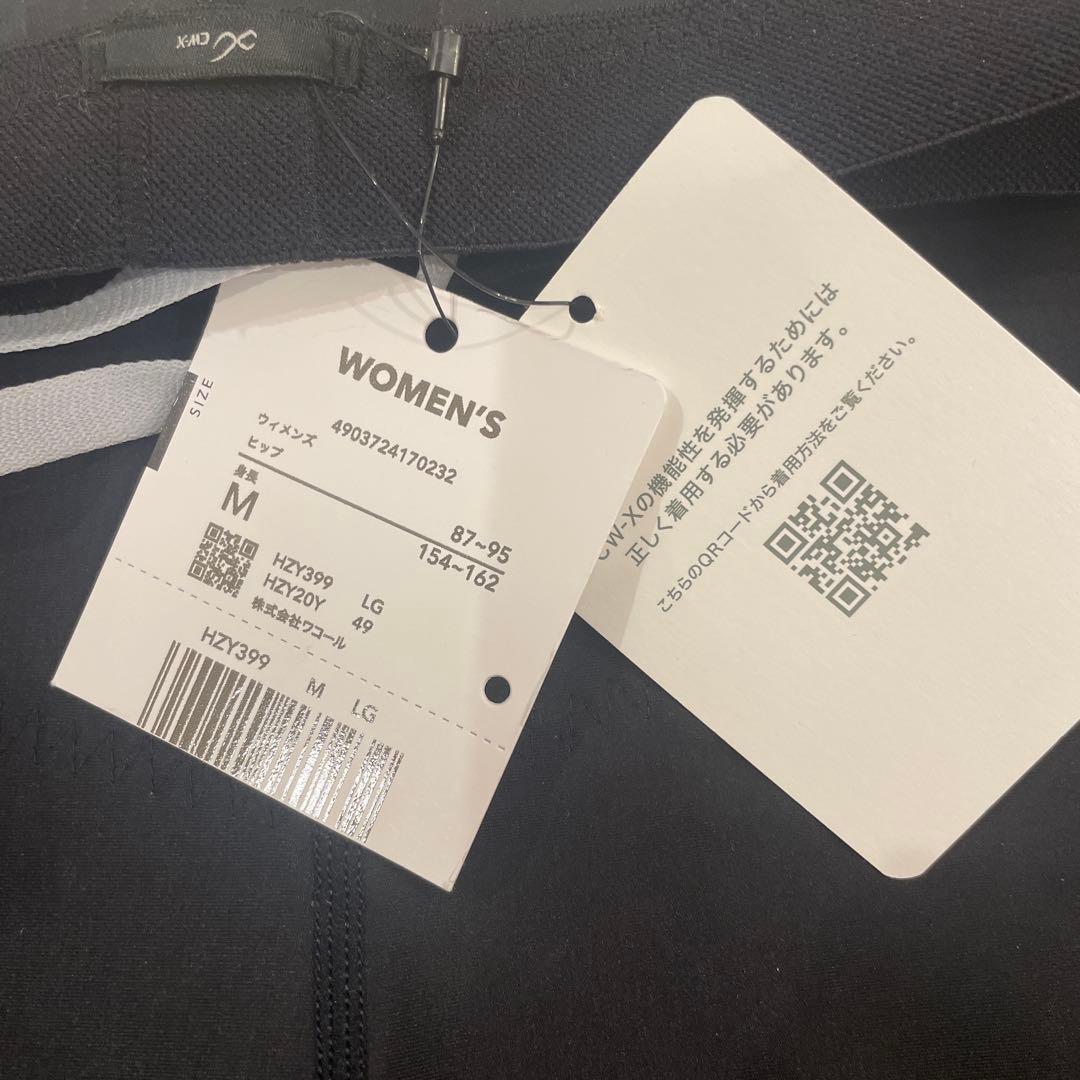 CW-X
WOMEN'S
SIZE
ウィメンズ 4903724170232
ヒップ 87~95
身長 154~162
M
HZY399 LG
HZY20Y 49
株式会社ワコール
HZY399 M LG
CW-Xの機能性を発揮するためには
正しく着用する必要があります。
こちらのQRコードから着用方法をご覧ください。